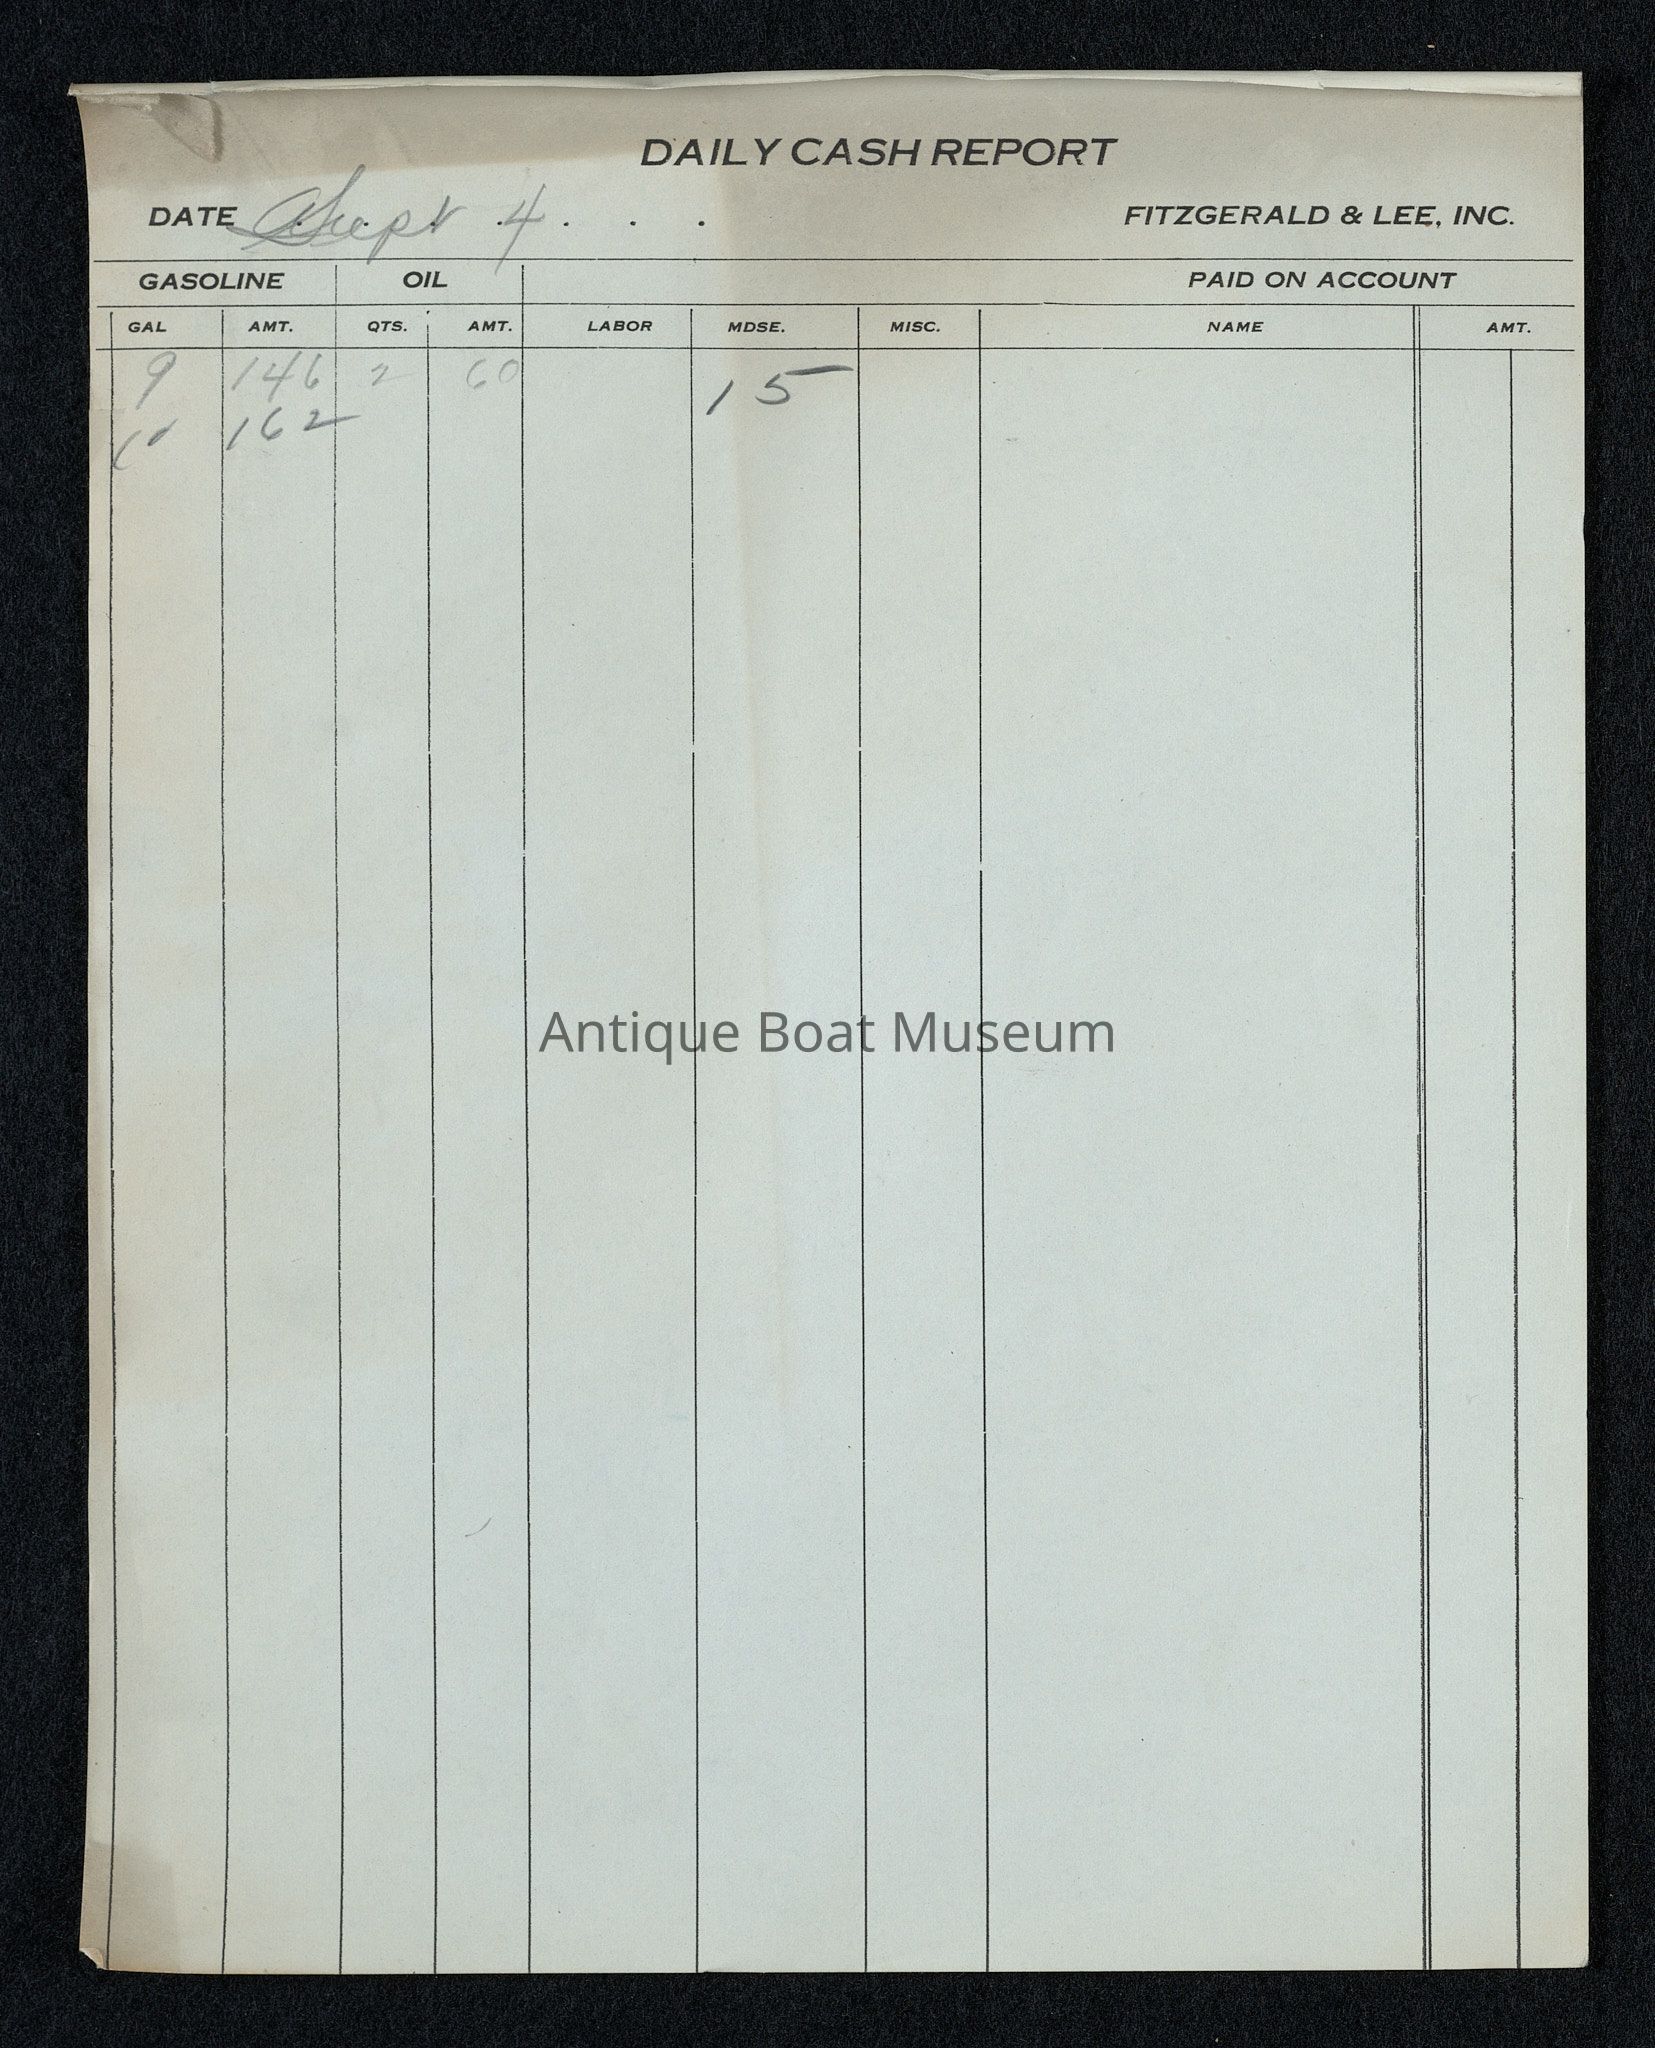 DAILY CASH REPORT
DATE Sept 4 . . . FITZGERALD & LEE, INC.
GASOLINE OIL PAID ON ACCOUNT
GAL AMT. QTS. AMT. LABOR MDSE. MISC. NAME AMT.
9 146 2 60 15
162
Antique Boat Museum